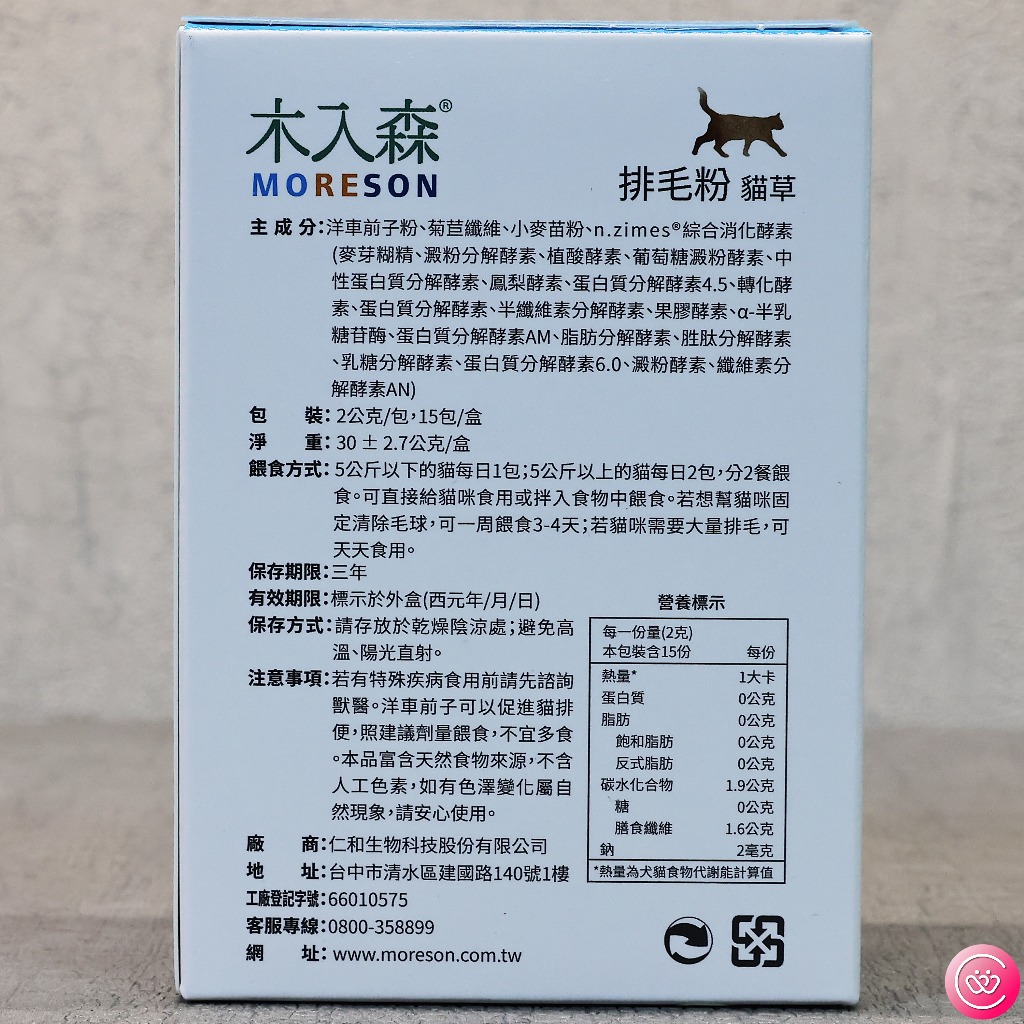 木入森®
MORESON
排毛粉 貓草
主成分:洋車前子粉、菊苣纖維、小麥苗粉、n.zimes®綜合消化酵素
(麥芽糊精、澱粉分解酵素、植酸酵素、葡萄糖澱粉酵素、中
性蛋白質分解酵素、鳳梨酵素、蛋白質分解酵素4.5、轉化酵
素、蛋白質分解酵素、半纖維素分解酵素、果膠酵素、α-半乳
糖苷酶、蛋白質分解酵素AM、脂肪分解酵素、胜肽分解酵素
、乳糖分解酵素、蛋白質分解酵素6.0、澱粉酵素、纖維素分
解酵素AN)
包裝:2公克/包,15包/盒
淨重:30 ± 2.7公克/盒
餵食方式:5公斤以下的貓每日1包;5公斤以上的貓每日2包,分2餐餵
食。可直接給貓咪食用或拌入食物中餵食。若想幫貓咪固
定清除毛球,可一周餵食3-4天;若貓咪需要大量排毛,可
天天食用。
保存期限:三年
有效期限:標示於外盒(西元年/月/日)
保存方式:請存放於乾燥陰涼處;避免高
溫、陽光直射。
注意事項:若有特殊疾病食用前請先諮詢
獸醫。洋車前子可以促進貓排
便,照建議劑量餵食,不宜多食
。本品富含天然食物來源,不含
人工色素,如有色澤變化屬自
然現象,請安心使用。
廠商:仁和生物科技股份有限公司
地址:台中市清水區建國路140號1樓
工廠登記字號:66010575
客服專線:0800-358899
網址:www.moreson.com.tw
營養標示
每一份量(2克)
本包裝含15份 每份
熱量* 1大卡
蛋白質 0公克
脂肪 0公克
飽和脂肪 0公克
反式脂肪 0公克
碳水化合物 1.9公克
糖 0公克
膳食纖維 1.6公克
鈉 2毫克
*熱量為犬貓食物代謝能計算值